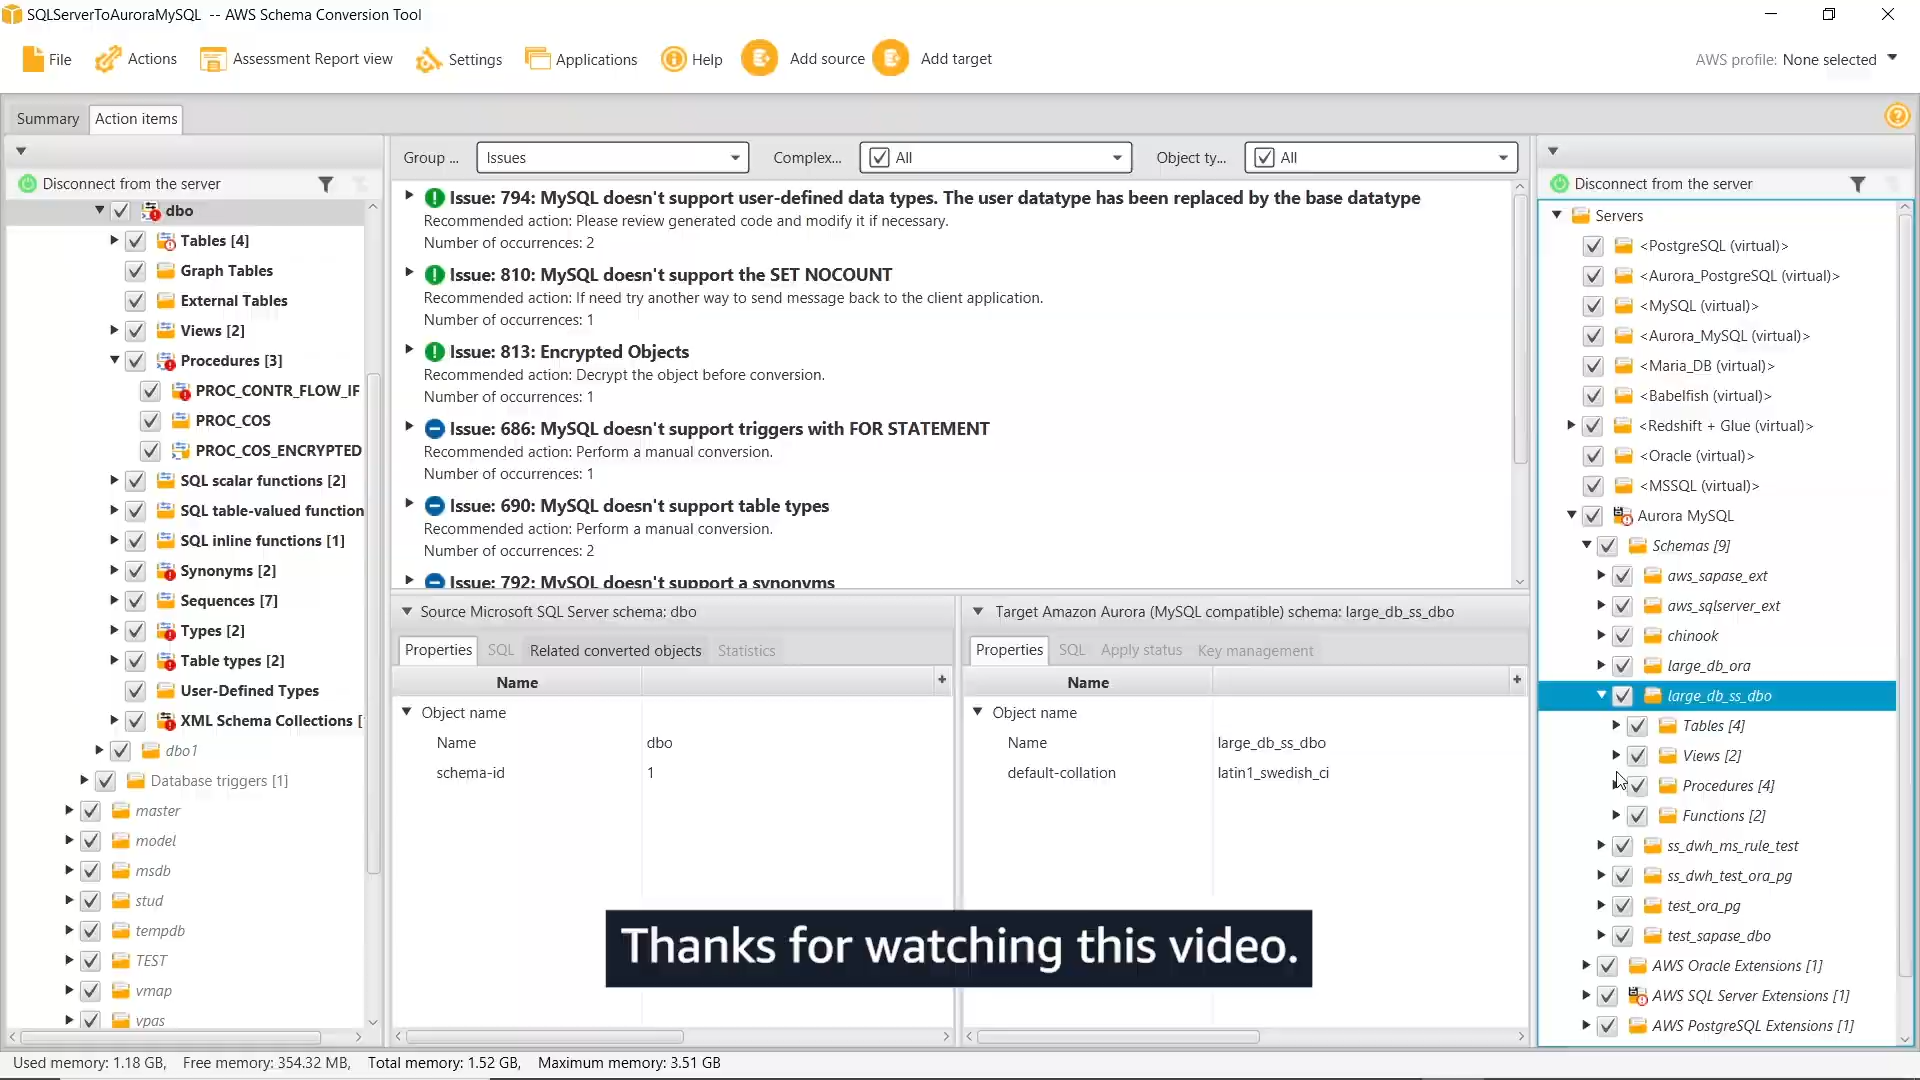 SQLServerToAuroraMySQL -- AWS Schema Conversion Tool
File Actions Assessment Report view Settings Applications Help Add source Add target AWS profile: None selected
Summary Action items
Disconnect from the server
dbo
Tables [4]
Graph Tables
External Tables
Views [2]
Procedures [3]
PROC_CONTR_FLOW_IF
PROC_COS
PROC_COS_ENCRYPTED
SQL scalar functions [2]
SQL table-valued function
SQL inline functions [1]
Synonyms [2]
Sequences [7]
Types [2]
Table types [2]
User-Defined Types
XML Schema Collections [
dbo1
Database triggers [1]
master
model
msdb
stud
tempdb
TEST
vmap
vpas
Group ... Issues Complex... All Object ty... All
Issue: 794: MySQL doesn't support user-defined data types. The user datatype has been replaced by the base datatype
Recommended action: Please review generated code and modify it if necessary.
Number of occurrences: 2
Issue: 810: MySQL doesn't support the SET NOCOUNT
Recommended action: If need try another way to send message back to the client application.
Number of occurrences: 1
Issue: 813: Encrypted Objects
Recommended action: Decrypt the object before conversion.
Number of occurrences: 1
Issue: 686: MySQL doesn't support triggers with FOR STATEMENT
Recommended action: Perform a manual conversion.
Number of occurrences: 1
Issue: 690: MySQL doesn't support table types
Recommended action: Perform a manual conversion.
Number of occurrences: 2
Issue: 792: MySQL doesn't support a synonyms
Source Microsoft SQL Server schema: dbo
Properties SQL Related converted objects Statistics
Name
Object name
Name dbo
schema-id 1
Target Amazon Aurora (MySQL compatible) schema: large_db_ss_dbo
Properties SQL Apply status Key management
Name
Object name
Name large_db_ss_dbo
default-collation latin1_swedish_ci
Thanks for watching this video.
Disconnect from the server
Servers
<PostgreSQL (virtual)>
<Aurora_PostgreSQL (virtual)>
<MySQL (virtual)>
<Aurora_MySQL (virtual)>
<Maria_DB (virtual)>
<Babelfish (virtual)>
<Redshift + Glue (virtual)>
<Oracle (virtual)>
<MSSQL (virtual)>
Aurora MySQL
Schemas [9]
aws_sapase_ext
aws_sqlserver_ext
chinook
large_db_ora
large_db_ss_dbo
Tables [4]
Views [2]
Procedures [4]
Functions [2]
ss_dwh_ms_rule_test
ss_dwh_test_ora_pg
test_ora_pg
test_sapase_dbo
AWS Oracle Extensions [1]
AWS SQL Server Extensions [1]
AWS PostgreSQL Extensions [1]
Used memory: 1.18 GB, Free memory: 354.32 MB, Total memory: 1.52 GB, Maximum memory: 3.51 GB